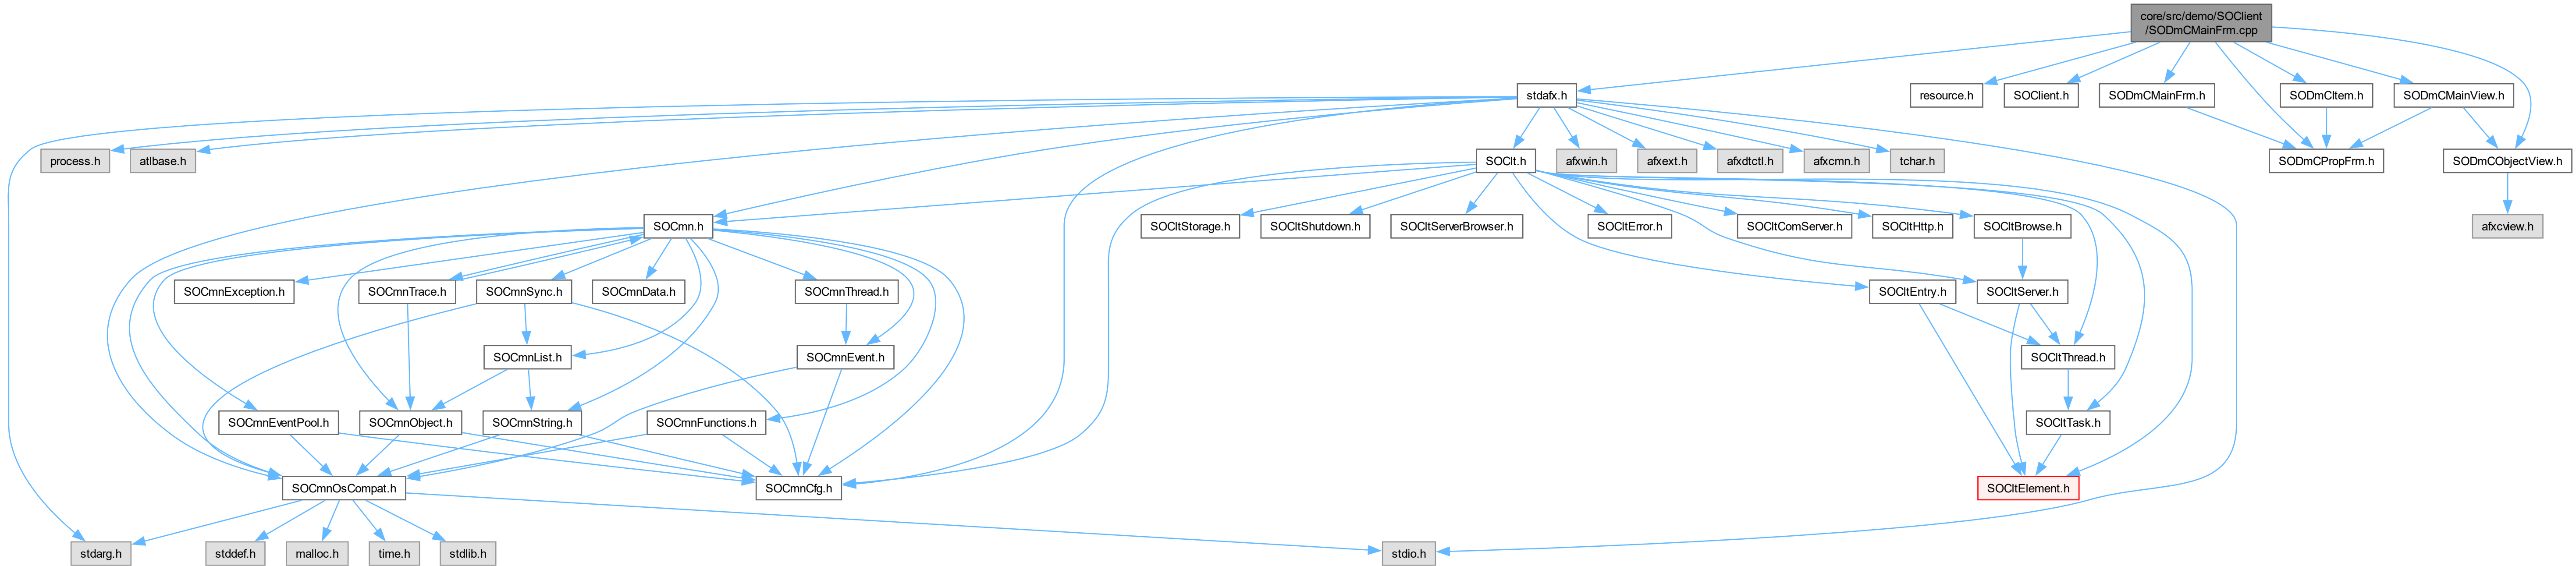 core/src/demo/SOClient
/SODmCMainFrm.cpp
stdafx.h
resource.h
SOClient.h
SODmCMainFrm.h
SODmCItem.h
SODmCMainView.h
process.h
atlbase.h
SOClt.h
afxwin.h
afxext.h
afxdtctl.h
afxcmn.h
tchar.h
SODmCPropFrm.h
SODmCObjectView.h
SOCmn.h
SOCltStorage.h
SOCltShutdown.h
SOCltServerBrowser.h
SOCltError.h
SOCltComServer.h
SOCltHttp.h
SOCltBrowse.h
afxcview.h
SOCmnException.h
SOCmnTrace.h
SOCmnSync.h
SOCmnData.h
SOCmnThread.h
SOCltEntry.h
SOCltServer.h
SOCmnList.h
SOCmnEvent.h
SOCltThread.h
SOCmnEventPool.h
SOCmnObject.h
SOCmnString.h
SOCmnFunctions.h
SOCltTask.h
SOCmnOsCompat.h
SOCmnCfg.h
SOCltElement.h
stdarg.h
stddef.h
malloc.h
time.h
stdlib.h
stdio.h